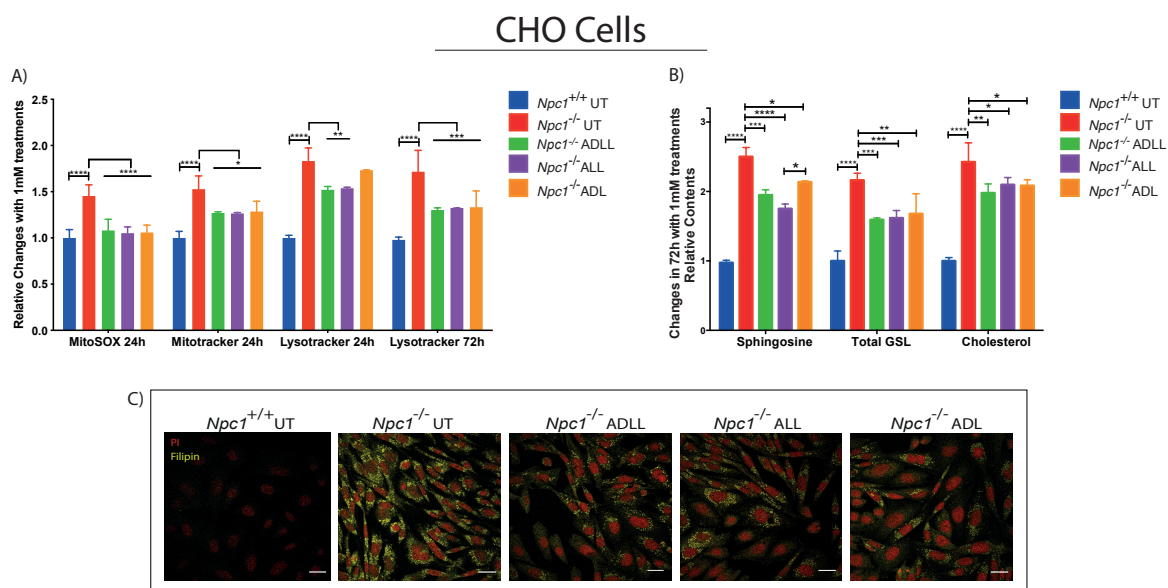 CHO Cells
A)
Relative Changes with 1mM treatments
2.5
2.0
1.5
1.0
0.5
0.0
****
****
****
*
****
**
****
***
MitoSOX 24h
Mitotracker 24h
Lysotracker 24h
Lysotracker 72h
Npc1+/+ UT
Npc1-/- UT
Npc1-/- ADLL
Npc1-/- ALL
Npc1-/- ADL
B)
Changes in 72h with 1mM treatments
Relative Contents
3
2
1
0
*
****
****
***
*
**
***
****
***
*
*
****
**
Sphingosine
Total GSL
Cholesterol
Npc1+/+ UT
Npc1-/- UT
Npc1-/- ADLL
Npc1-/- ALL
Npc1-/- ADL
C)
Npc1+/+ UT
Npc1-/- UT
Npc1-/- ADLL
Npc1-/- ALL
Npc1-/- ADL
PI
Filipin